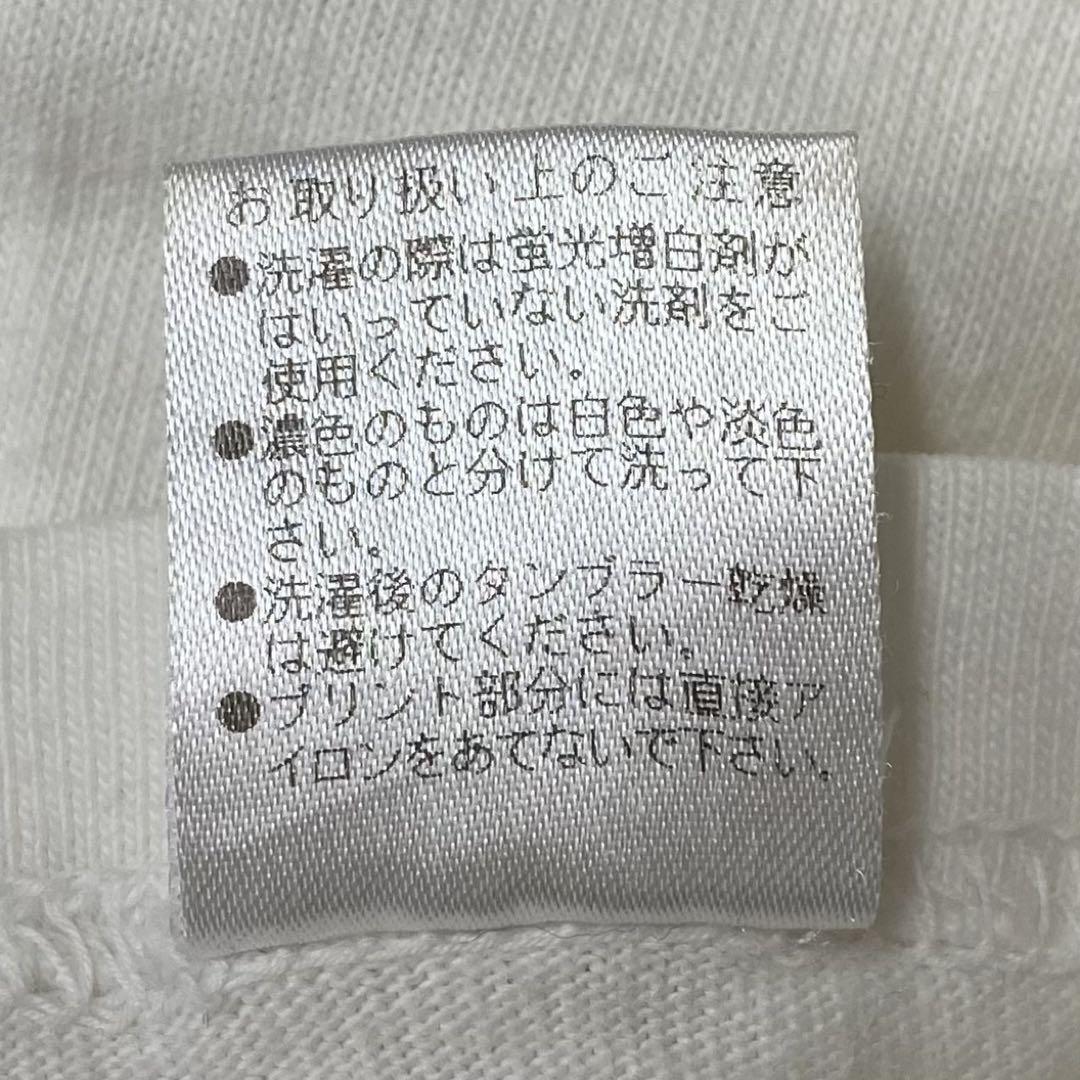 お取り扱い上のご注意
●洗濯の際は蛍光増白剤が
はいっていない洗剤をご
使用ください。
●濃色のものは白色や淡色
のものと分けて洗って下
さい。
●洗濯後のタンブラー乾燥
は避けてください。
●プリント部分には直接ア
イロンをあてないで下さい。